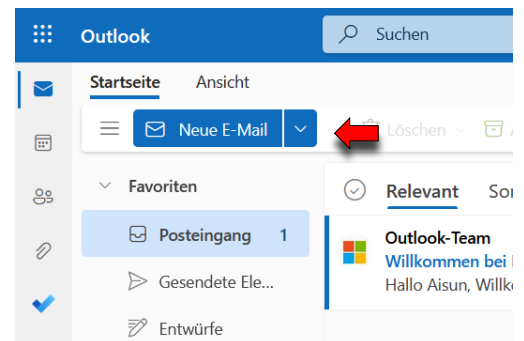 Outlook
Suchen
Startseite Ansicht
Neue E-Mail Löschen
Favoriten
Relevant
Posteingang 1
Outlook-Team
Willkommen bei
Gesendete Ele...
Hallo Aisun,
Entwürfe